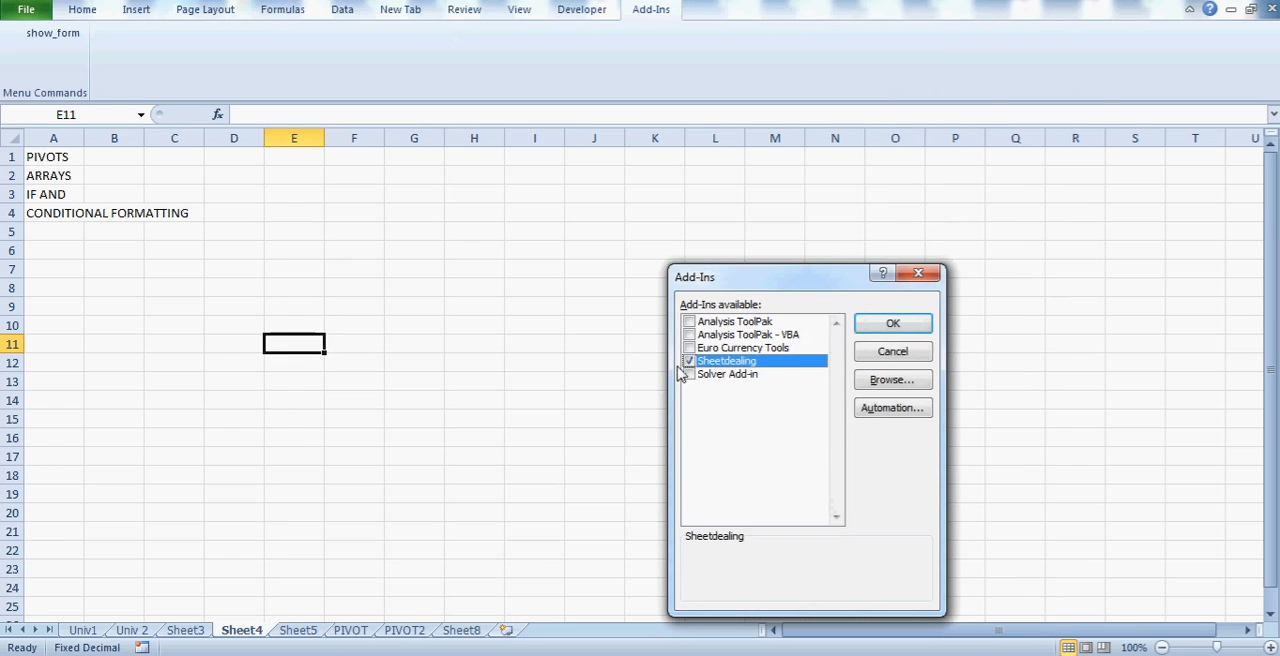 File Home Insert Page Layout Formulas Data New Tab Review View Developer Add-Ins
show_form
Menu Commands
E11 fx
A B C D E F G H I J K L M N O P Q R S T U
1 PIVOTS
2 ARRAYS
3 IF AND
4 CONDITIONAL FORMATTING
5
6
7
8
9
10
11
12
13
14
15
16
17
18
19
20
21
22
23
24
25
Add-Ins
Add-Ins available:
Analysis ToolPak
Analysis ToolPak - VBA
Euro Currency Tools
Sheetdealing
Solver Add-in
OK
Cancel
Browse...
Automation...
Sheetdealing
Univ1 Univ 2 Sheet3 Sheet4 Sheet5 PIVOT PIVOT2 Sheet8
Ready Fixed Decimal 100%